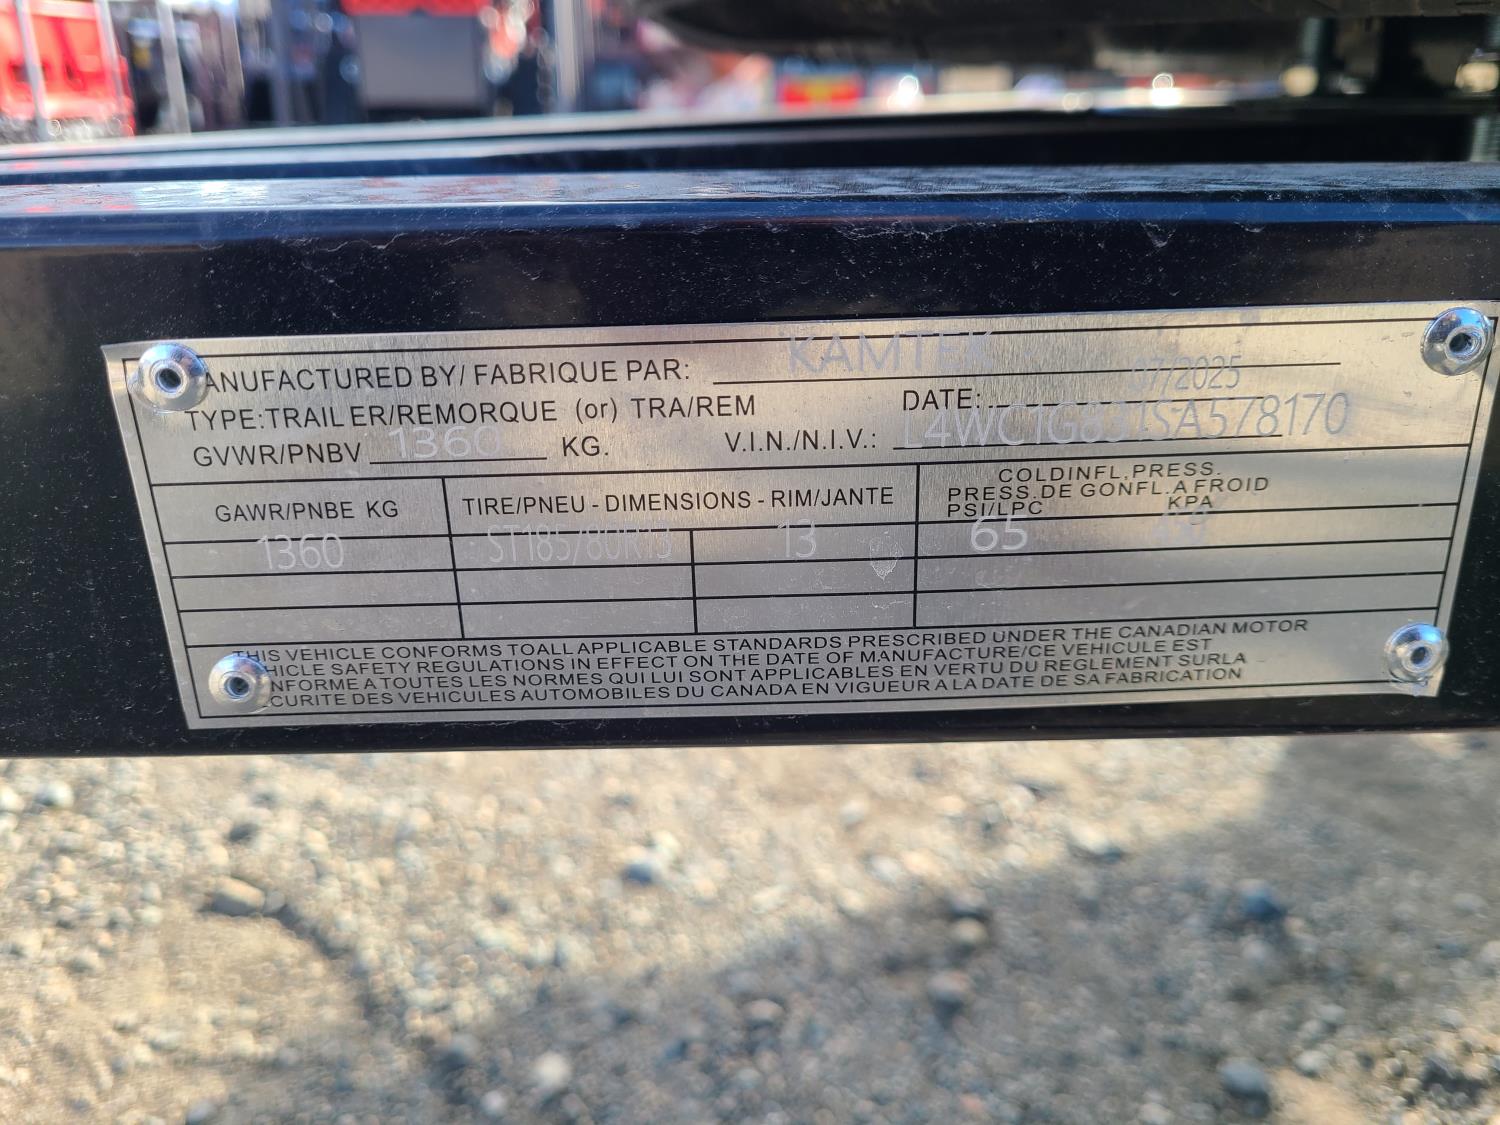 ANUFACTURED BY/ FABRIQUE PAR: KAMTEK
TYPE:TRAILER/REMORQUE (or) TRA/REM DATE: 07/2025
GVWR/PNBV 1360 KG. V.I.N./N.I.V.: L4WC1G831SA578170
GAWR/PNBE KG TIRE/PNEU - DIMENSIONS - RIM/JANTE COLDINFL,PRESS.
PRESS.DE GONFL.A FROID
PSI/LPC KPA
1360 ST185/80R13 13 65
THIS VEHICLE CONFORMS TOALL APPLICABLE STANDARDS PRESCRIBED UNDER THE CANADIAN MOTOR
HICLE SAFETY REGULATIONS IN EFFECT ON THE DATE OF MANUFACTURE/CE VEHICULE EST
NFORME A TOUTES LES NORMES QUI LUI SONT APPLICABLES EN VERTU DU REGLEMENT SURLA
ECURITE DES VEHICULES AUTOMOBILES DU CANADA EN VIGUEUR A LA DATE DE SA FABRICATION